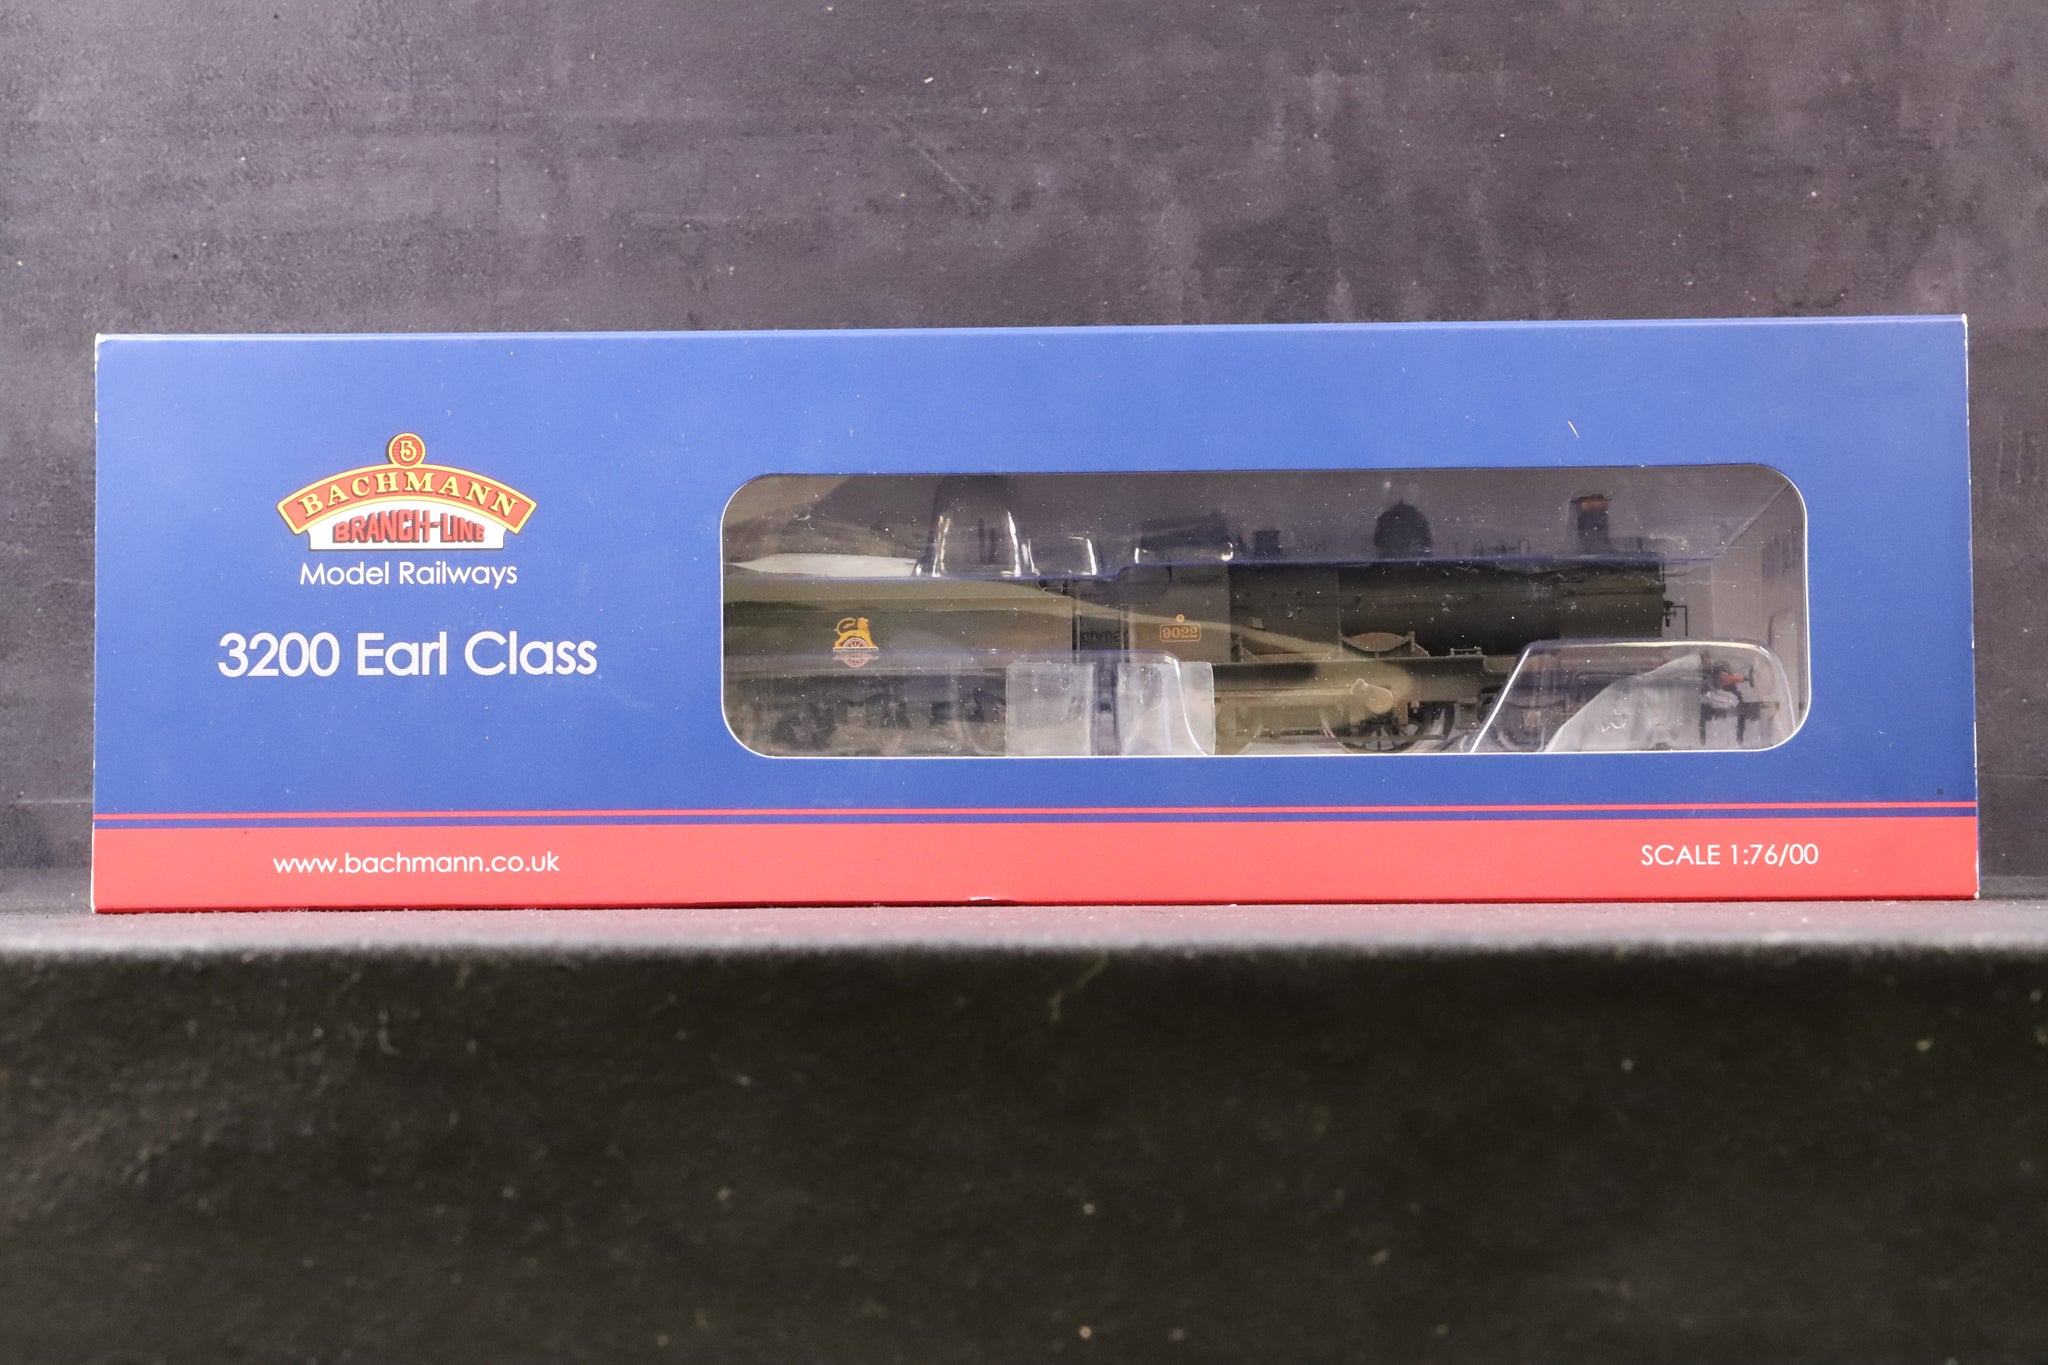 B
BACHMANN
BRANCH-LINE
Model Railways
3200 Earl Class
9022
www.bachmann.co.uk
SCALE 1:76/00